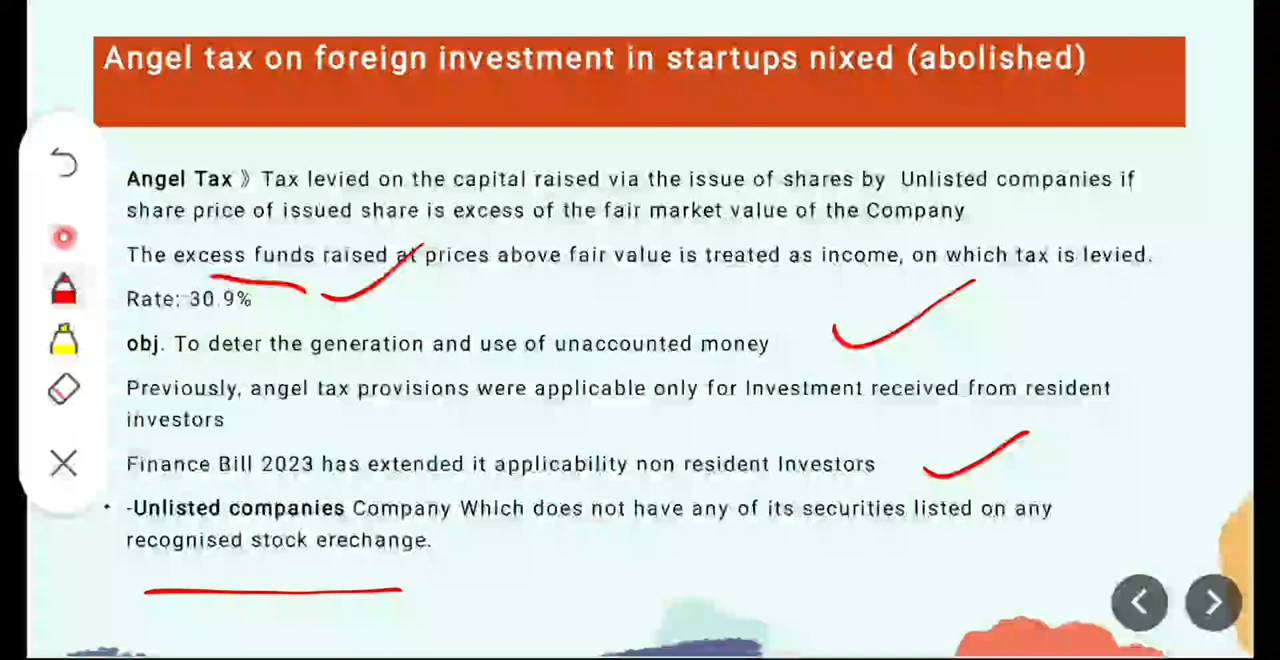 Angel tax on foreign investment in startups nixed (abolished)
Angel Tax 》 Tax levied on the capital raised via the issue of shares by Unlisted companies if
share price of issued share is excess of the fair market value of the Company
The excess funds raised at prices above fair value is treated as income, on which tax is levied.
Rate: 30.9%
obj. To deter the generation and use of unaccounted money
Previously, angel tax provisions were applicable only for Investment received from resident
investors
Finance Bill 2023 has extended it applicability non resident Investors
• -Unlisted companies Company WhIch does not have any of its securities listed on any
recognised stock erechange.